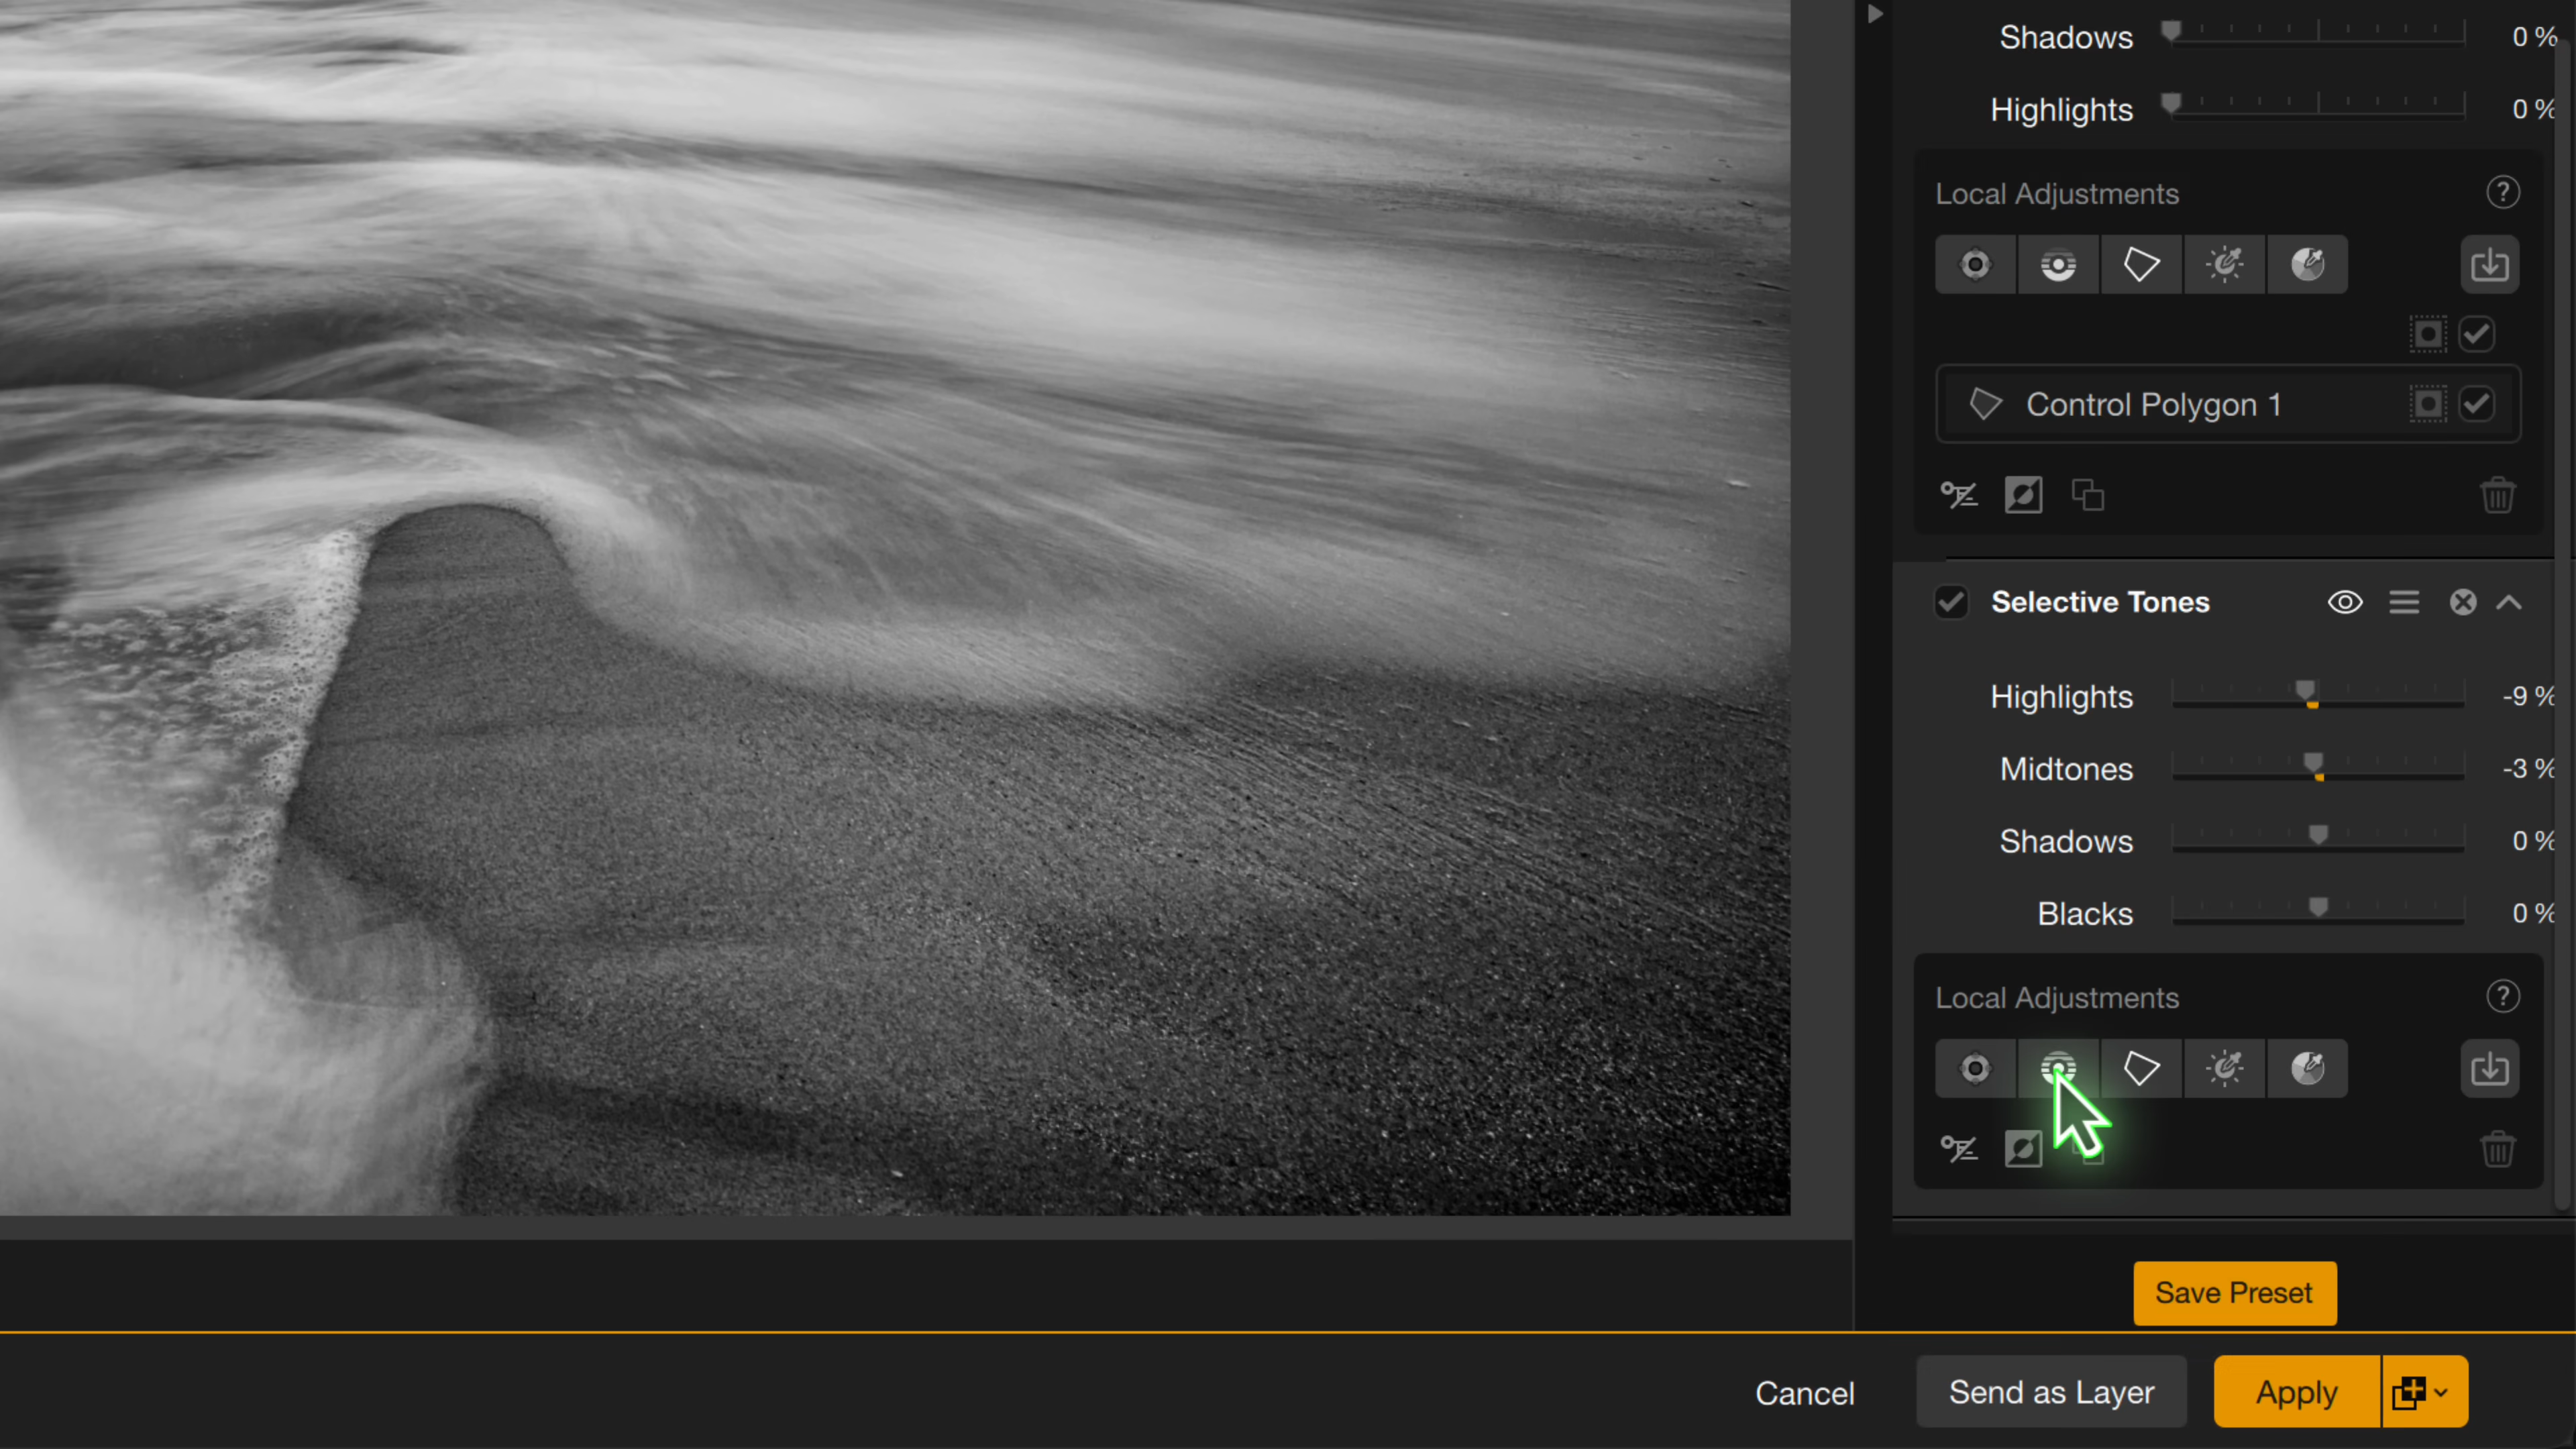 Shadows 0 %
Highlights 0 %
Local Adjustments ?
Control Polygon 1
Selective Tones
Highlights -9 %
Midtones -3 %
Shadows 0 %
Blacks 0 %
Local Adjustments ?
Save Preset
Cancel Send as Layer Apply